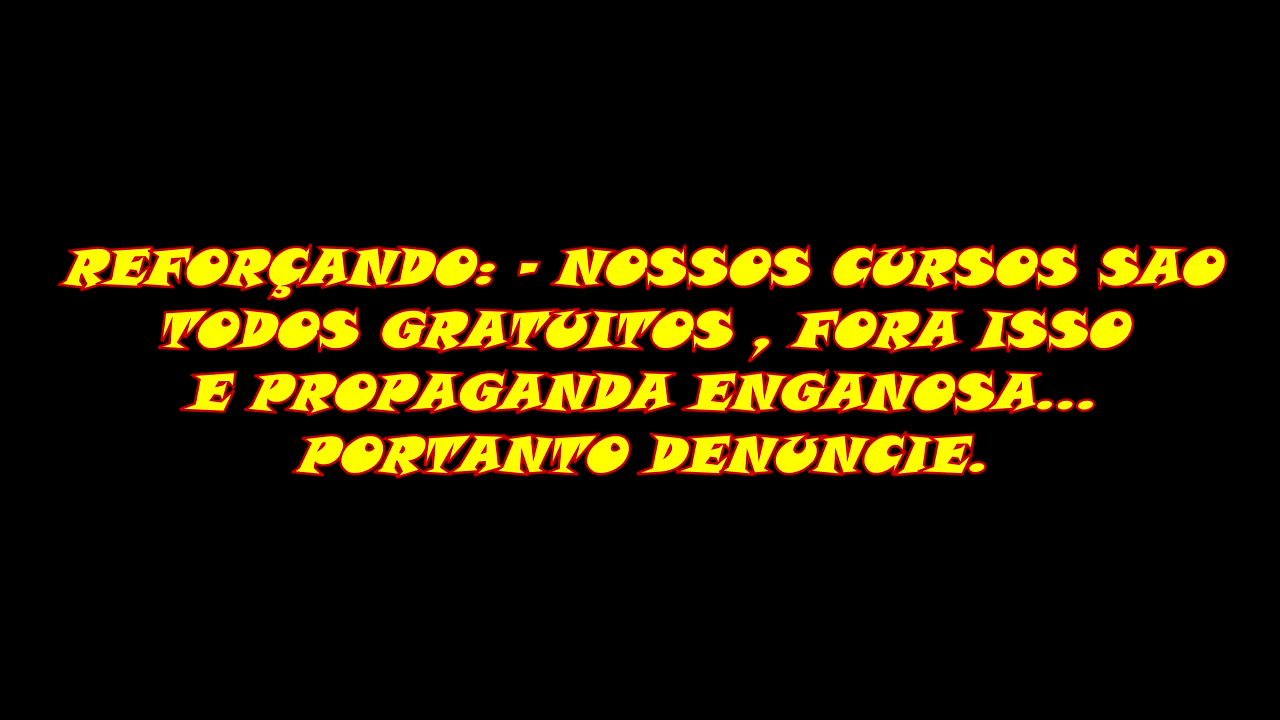 REFORÇANDO: - NOSSOS CURSOS SAO
TODOS GRATUITOS , FORA ISSO
E PROPAGANDA ENGANOSA...
PORTANTO DENUNCIE.